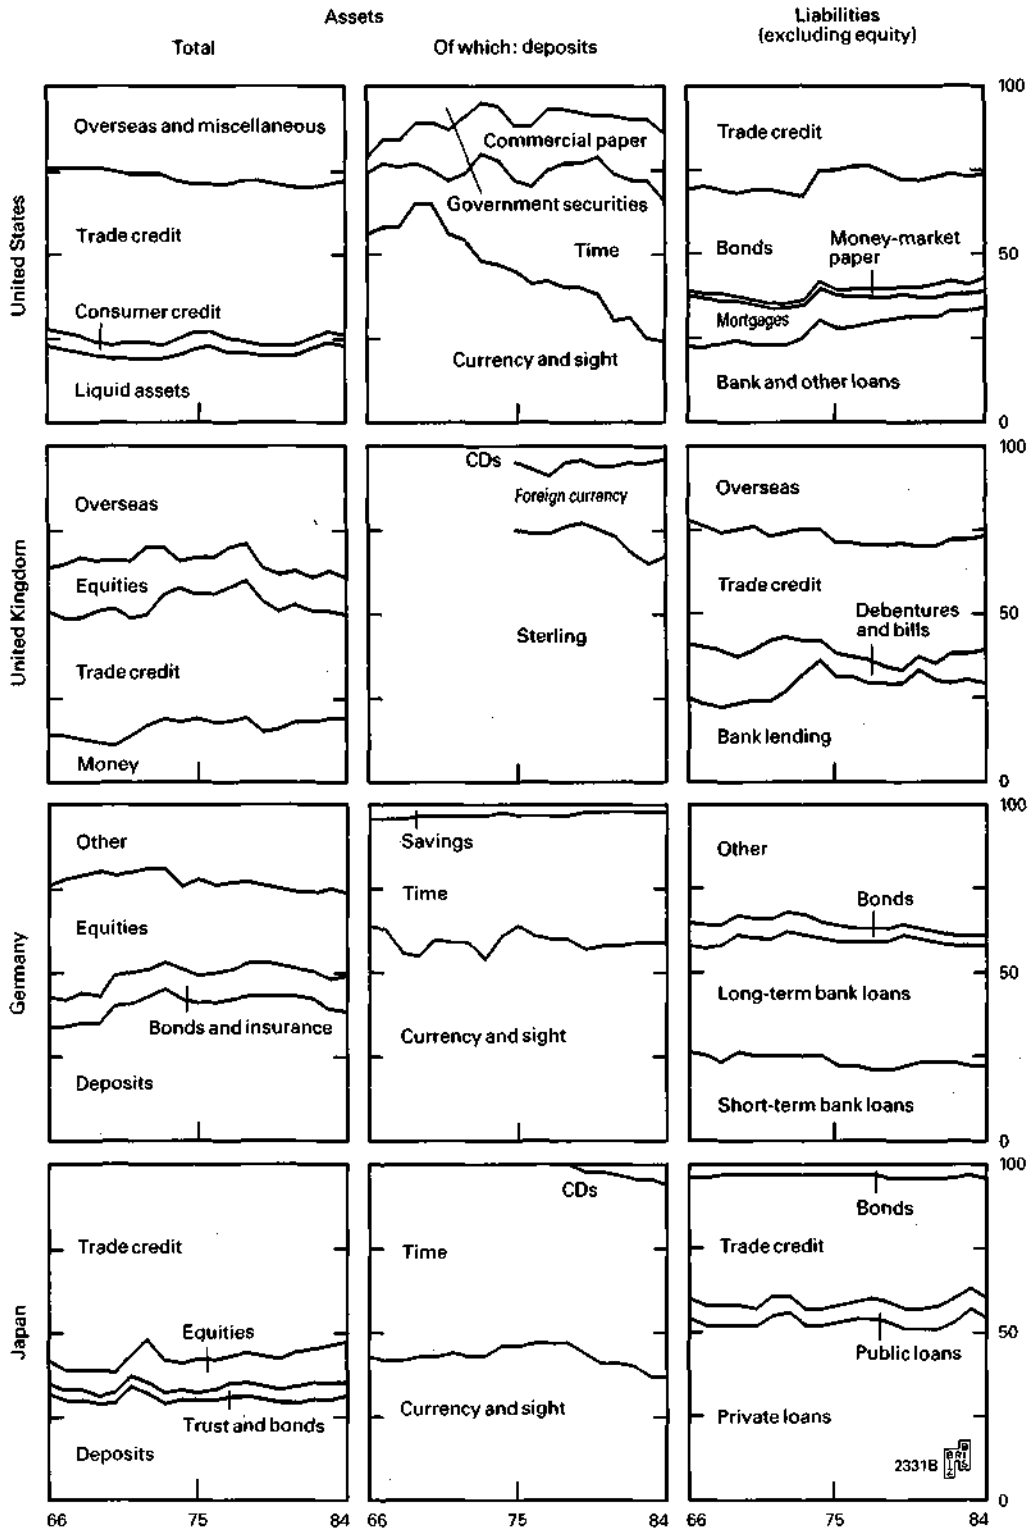 Assets
Liabilities
(excluding equity)
Total
Of which: deposits
United States
Overseas and miscellaneous
Trade credit
Consumer credit
Liquid assets
Commercial paper
Government securities
Time
Currency and sight
Trade credit
Bonds
Money-market
paper
Mortgages
Bank and other loans
100
50
0
United Kingdom
Overseas
Equities
Trade credit
Money
CDs
Foreign currency
Sterling
Overseas
Trade credit
Debentures
and bills
Bank lending
100
50
0
Germany
Other
Equities
Bonds and insurance
Deposits
Savings
Time
Currency and sight
Other
Bonds
Long-term bank loans
Short-term bank loans
100
50
0
Japan
Trade credit
Equities
Trust and bonds
Deposits
CDs
Time
Currency and sight
Bonds
Trade credit
Public loans
Private loans
2331B
100
50
0
66 75 84
66 75 84
66 75 84